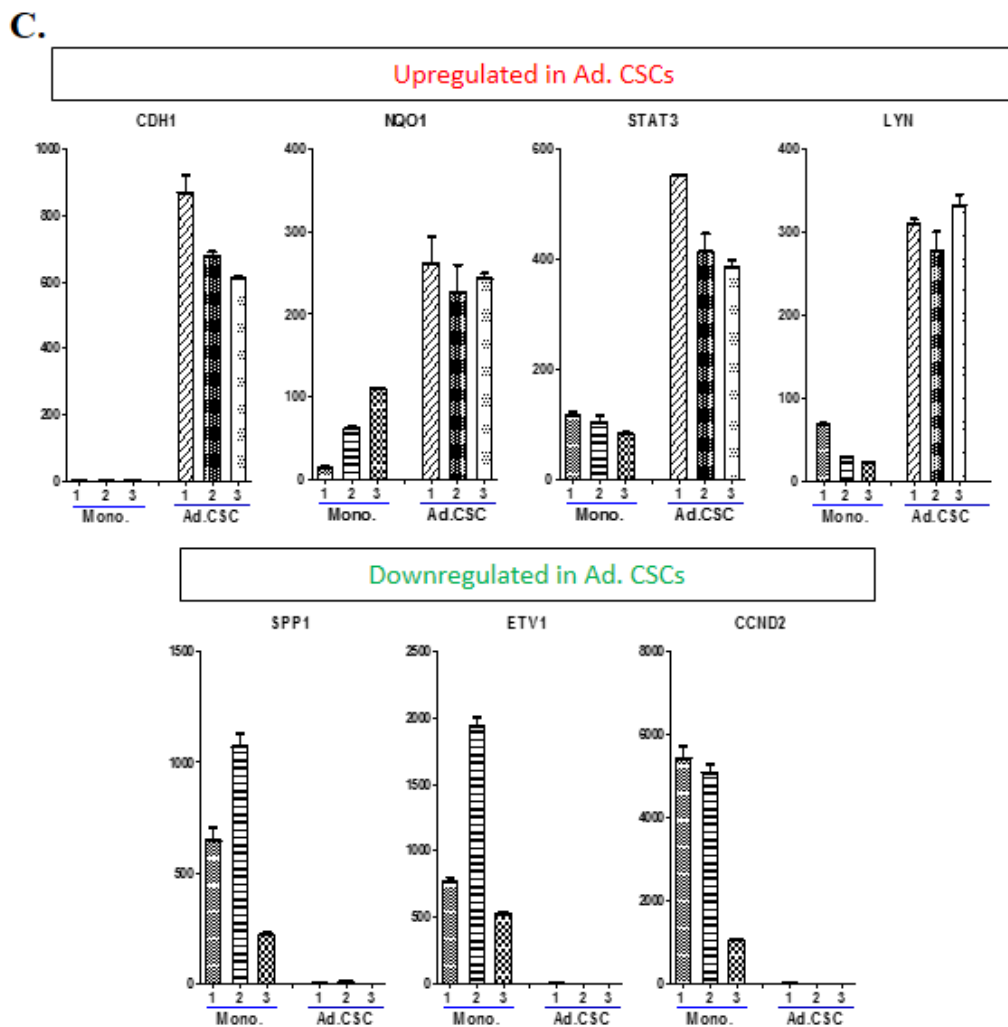 C.
Upregulated in Ad. CSCs
CDH1 NQO1 STAT3 LYN
1000 400 600 400
800 300 400 300
600 200 200 200
400 100 0 100
200 0 0
0
1 2 3 1 2 3 1 2 3 1 2 3 1 2 3 1 2 3 1 2 3 1 2 3
Mono. Ad.CSC Mono. Ad.CSC Mono. Ad.CSC Mono. Ad.CSC
Downregulated in Ad. CSCs
SPP1 ETV1 CCND2
1500 2500 8000
1000 2000 6000
500 1500 4000
0 1000 2000
500 0
0
1 2 3 1 2 3 1 2 3 1 2 3 1 2 3 1 2 3
Mono. Ad.CSC Mono. Ad.CSC Mono. Ad.CSC